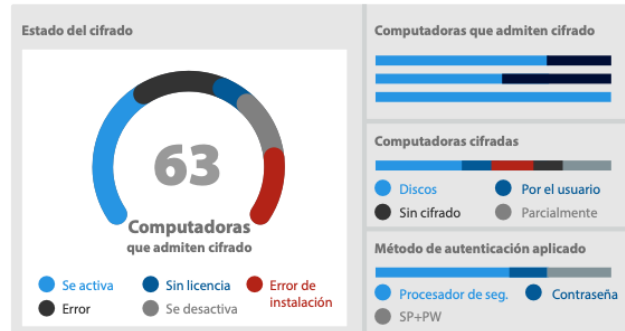 Estado del cifrado
63
Computadoras
que admiten cifrado
Se activa
Sin licencia
Error de
instalación
Error
Se desactiva
Computadoras que admiten cifrado
Computadoras cifradas
Discos
Por el usuario
Sin cifrado
Parcialmente
Método de autenticación aplicado
Procesador de seg.
Contraseña
SP+PW